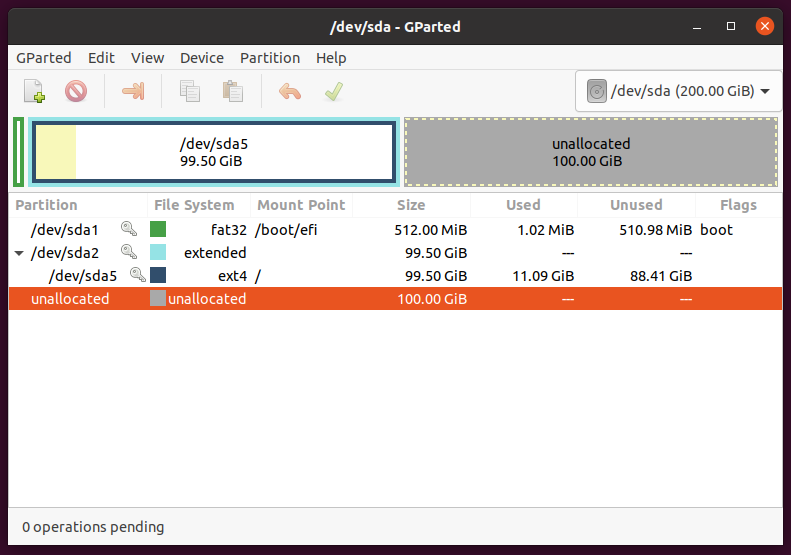 /dev/sda - GParted
GParted Edit View Device Partition Help
/dev/sda (200.00 GiB)
/dev/sda5
99.50 GiB
unallocated
100.00 GiB
Partition File System Mount Point Size Used Unused Flags
/dev/sda1 fat32 /boot/efi 512.00 MiB 1.02 MiB 510.98 MiB boot
/dev/sda2 extended 99.50 GiB --- ---
/dev/sda5 ext4 / 99.50 GiB 11.09 GiB 88.41 GiB
unallocated unallocated 100.00 GiB --- ---
0 operations pending